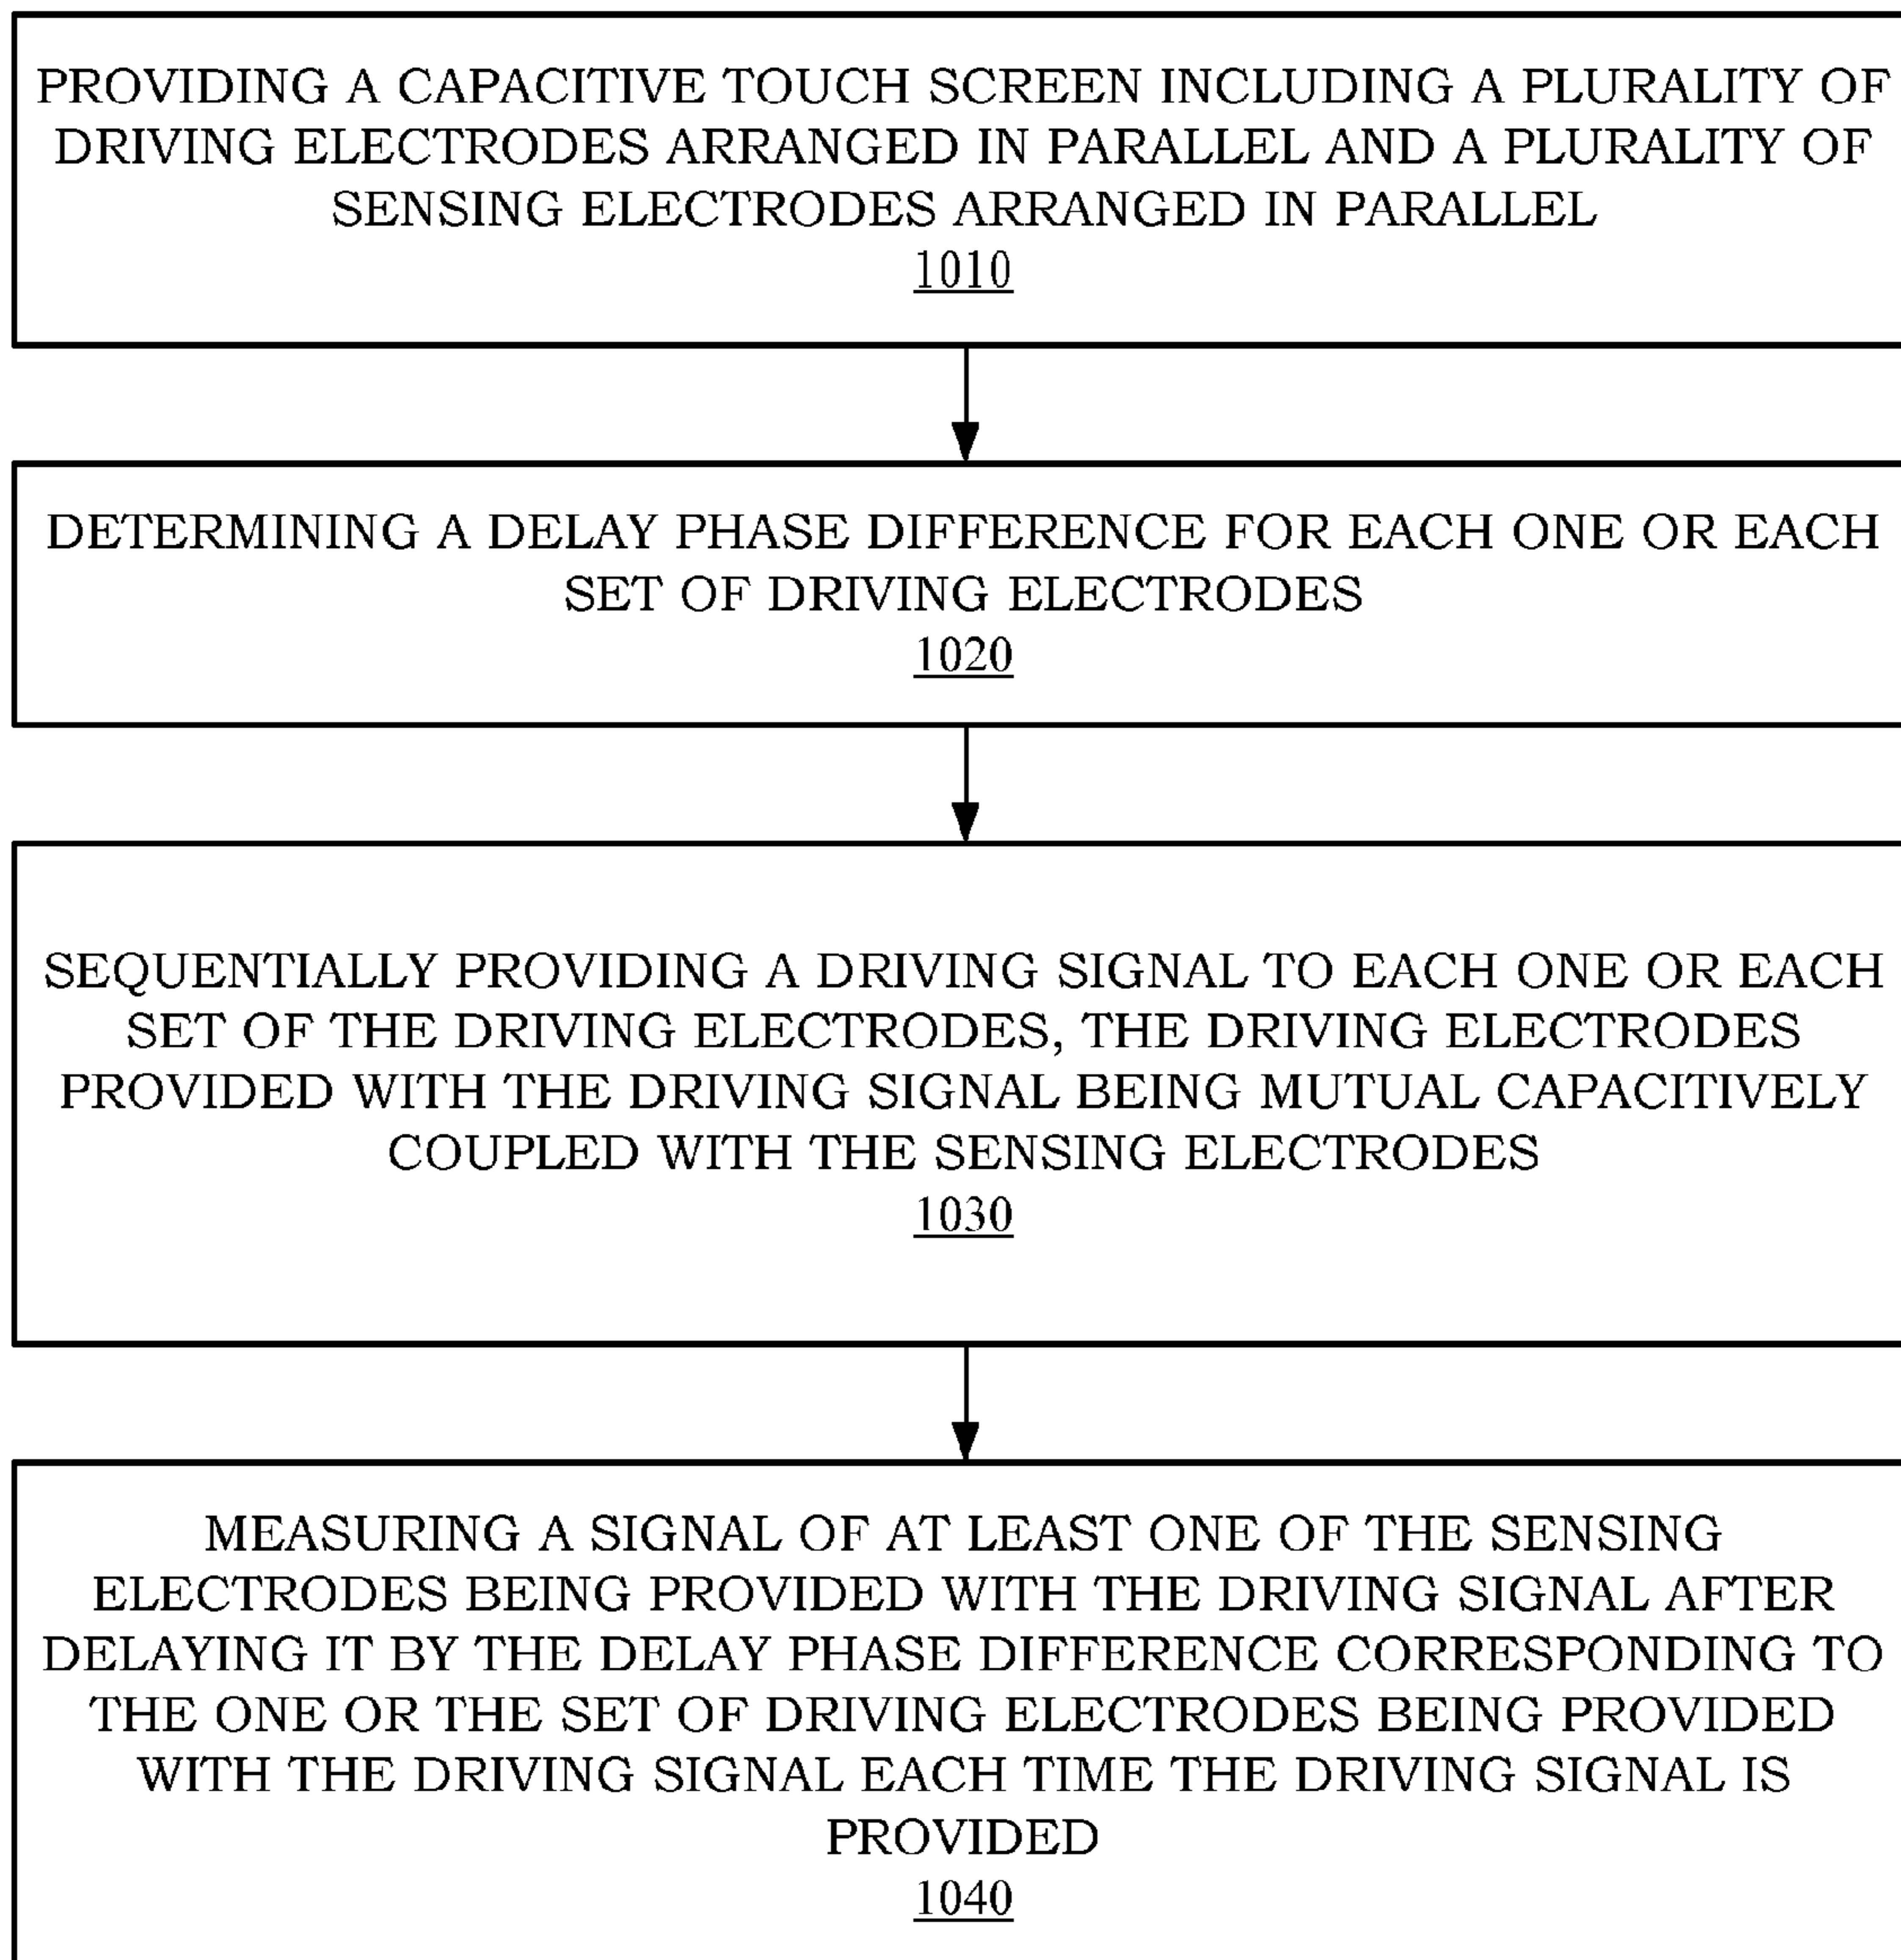 PROVIDING A CAPACITIVE TOUCH SCREEN INCLUDING A PLURALITY OF
DRIVING ELECTRODES ARRANGED IN PARALLEL AND A PLURALITY OF
SENSING ELECTRODES ARRANGED IN PARALLEL
1010
DETERMINING A DELAY PHASE DIFFERENCE FOR EACH ONE OR EACH
SET OF DRIVING ELECTRODES
1020
SEQUENTIALLY PROVIDING A DRIVING SIGNAL TO EACH ONE OR EACH
SET OF THE DRIVING ELECTRODES, THE DRIVING ELECTRODES
PROVIDED WITH THE DRIVING SIGNAL BEING MUTUAL CAPACITIVELY
COUPLED WITH THE SENSING ELECTRODES
1030
MEASURING A SIGNAL OF AT LEAST ONE OF THE SENSING
ELECTRODES BEING PROVIDED WITH THE DRIVING SIGNAL AFTER
DELAYING IT BY THE DELAY PHASE DIFFERENCE CORRESPONDING TO
THE ONE OR THE SET OF DRIVING ELECTRODES BEING PROVIDED
WITH THE DRIVING SIGNAL EACH TIME THE DRIVING SIGNAL IS
PROVIDED
1040